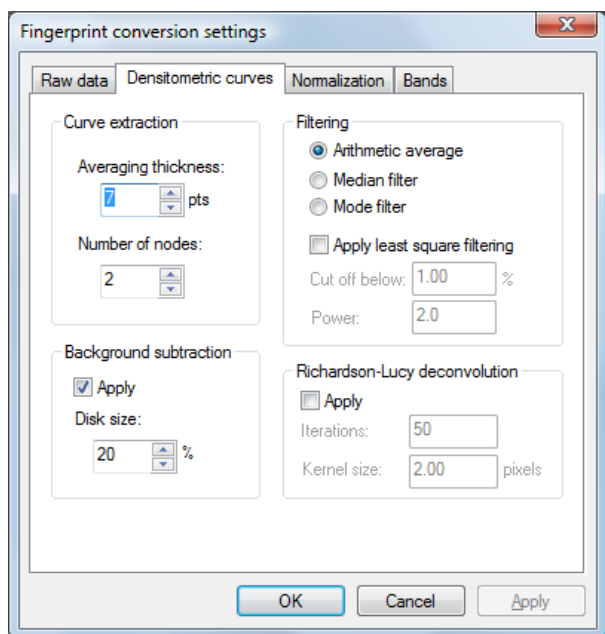 Fingerprint conversion settings
Raw data Densitometric curves Normalization Bands
Curve extraction
Averaging thickness:
7 pts
Number of nodes:
2
Filtering
Arithmetic average
Median filter
Mode filter
Apply least square filtering
Cut off below: 1.00 %
Power: 2.0
Background subtraction
Apply
Disk size:
20 %
Richardson-Lucy deconvolution
Apply
Iterations: 50
Kernel size: 2.00 pixels
OK Cancel Apply